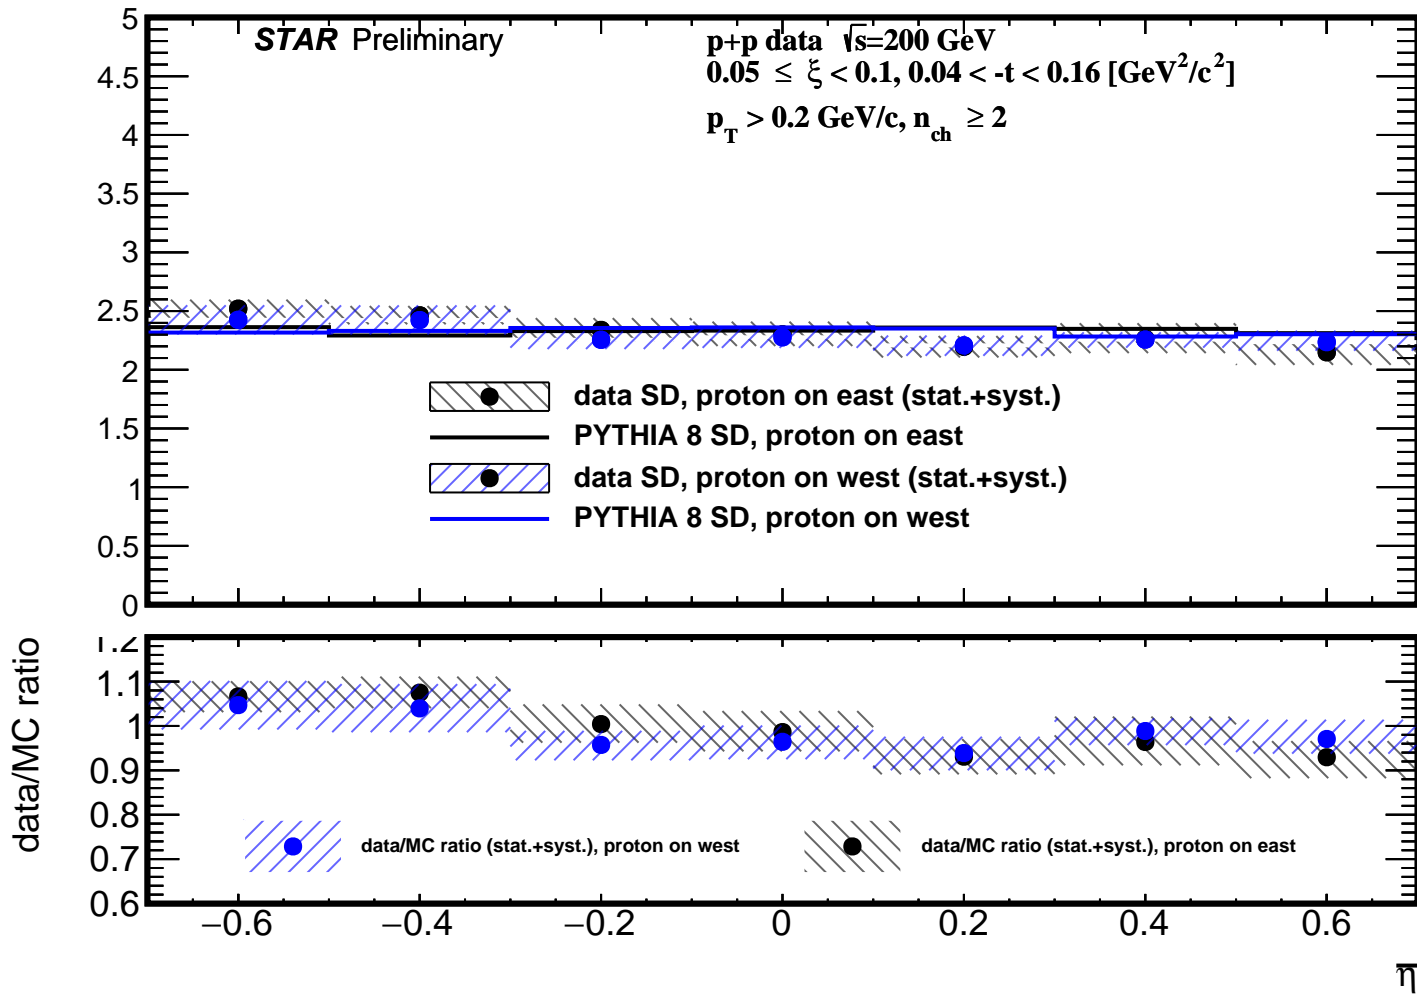 STAR Preliminary
p+p data √s=200 GeV
0.05 ≤ ξ < 0.1, 0.04 < -t < 0.16 [GeV²/c²]
p_T > 0.2 GeV/c, n_ch ≥ 2
5
4.5
4
3.5
3
2.5
2
1.5
1
0.5
0
data SD, proton on east (stat.+syst.)
PYTHIA 8 SD, proton on east
data SD, proton on west (stat.+syst.)
PYTHIA 8 SD, proton on west
data/MC ratio
1.2
1.1
1
0.9
0.8
0.7
0.6
data/MC ratio (stat.+syst.), proton on west
data/MC ratio (stat.+syst.), proton on east
−0.6 −0.4 −0.2 0 0.2 0.4 0.6
η̅